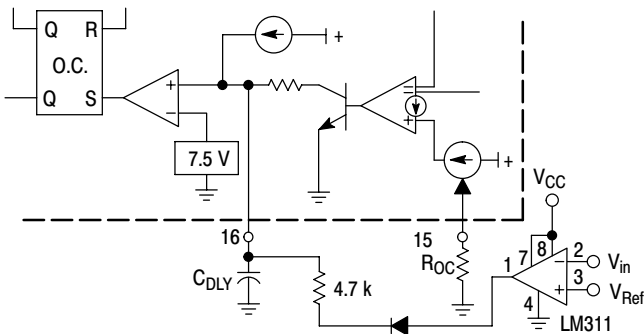 Q R
O.C.
Q S
+
−
7.5 V
+
=
+
+
VCC
16
15
CDLY
4.7 k
ROC
7 8
1
2 Vin
−
+
3 VRef
4
LM311